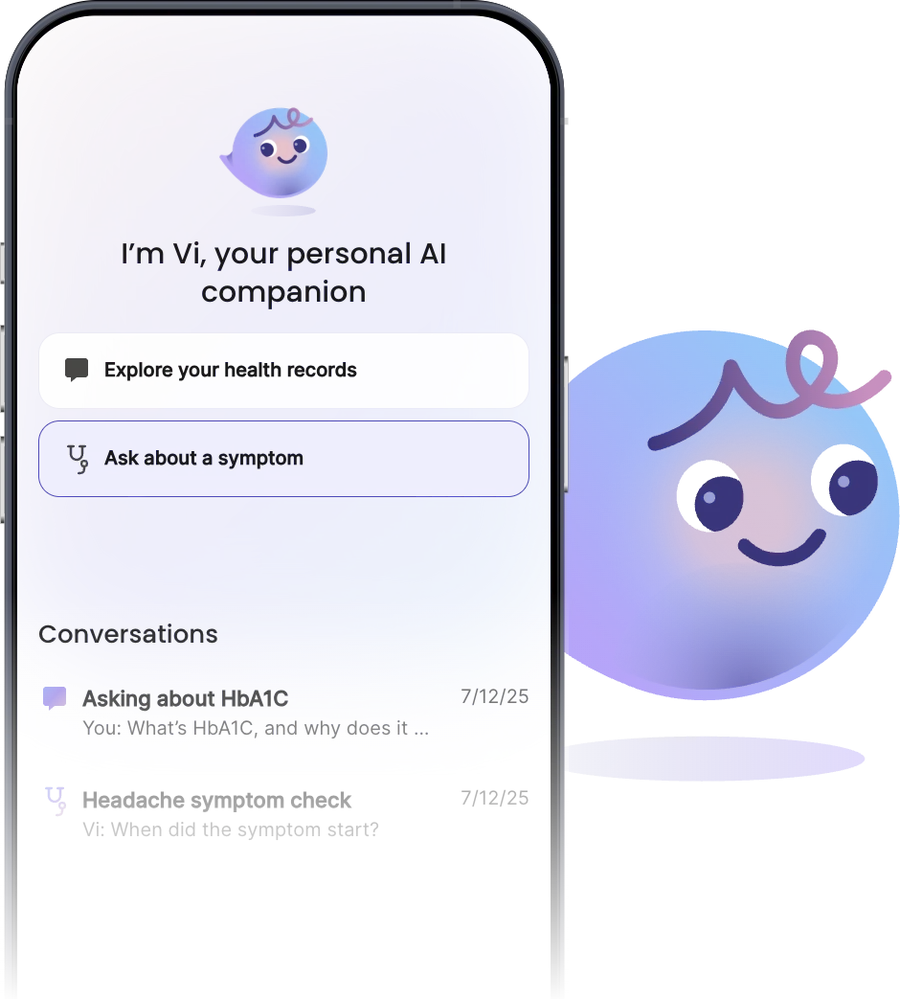 I’m Vi, your personal AI
companion
Explore your health records
Ask about a symptom
Conversations
Asking about HbA1C 7/12/25
You: What’s HbA1C, and why does it ...
Headache symptom check 7/12/25
Vi: When did the symptom start?